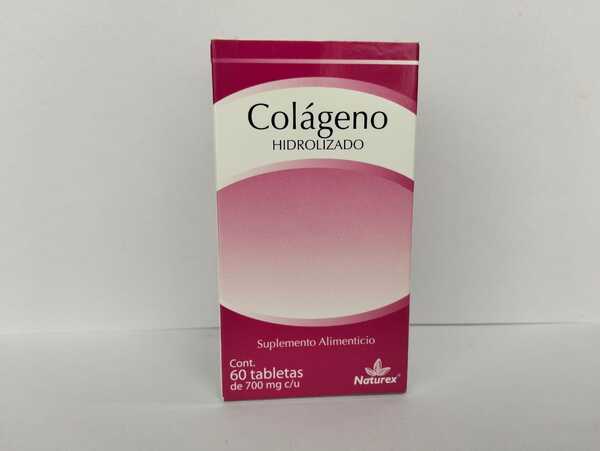 Colágeno
HIDROLIZADO
Suplemento Alimenticio
Cont.
60 tabletas
de 700 mg c/u
Naturex®